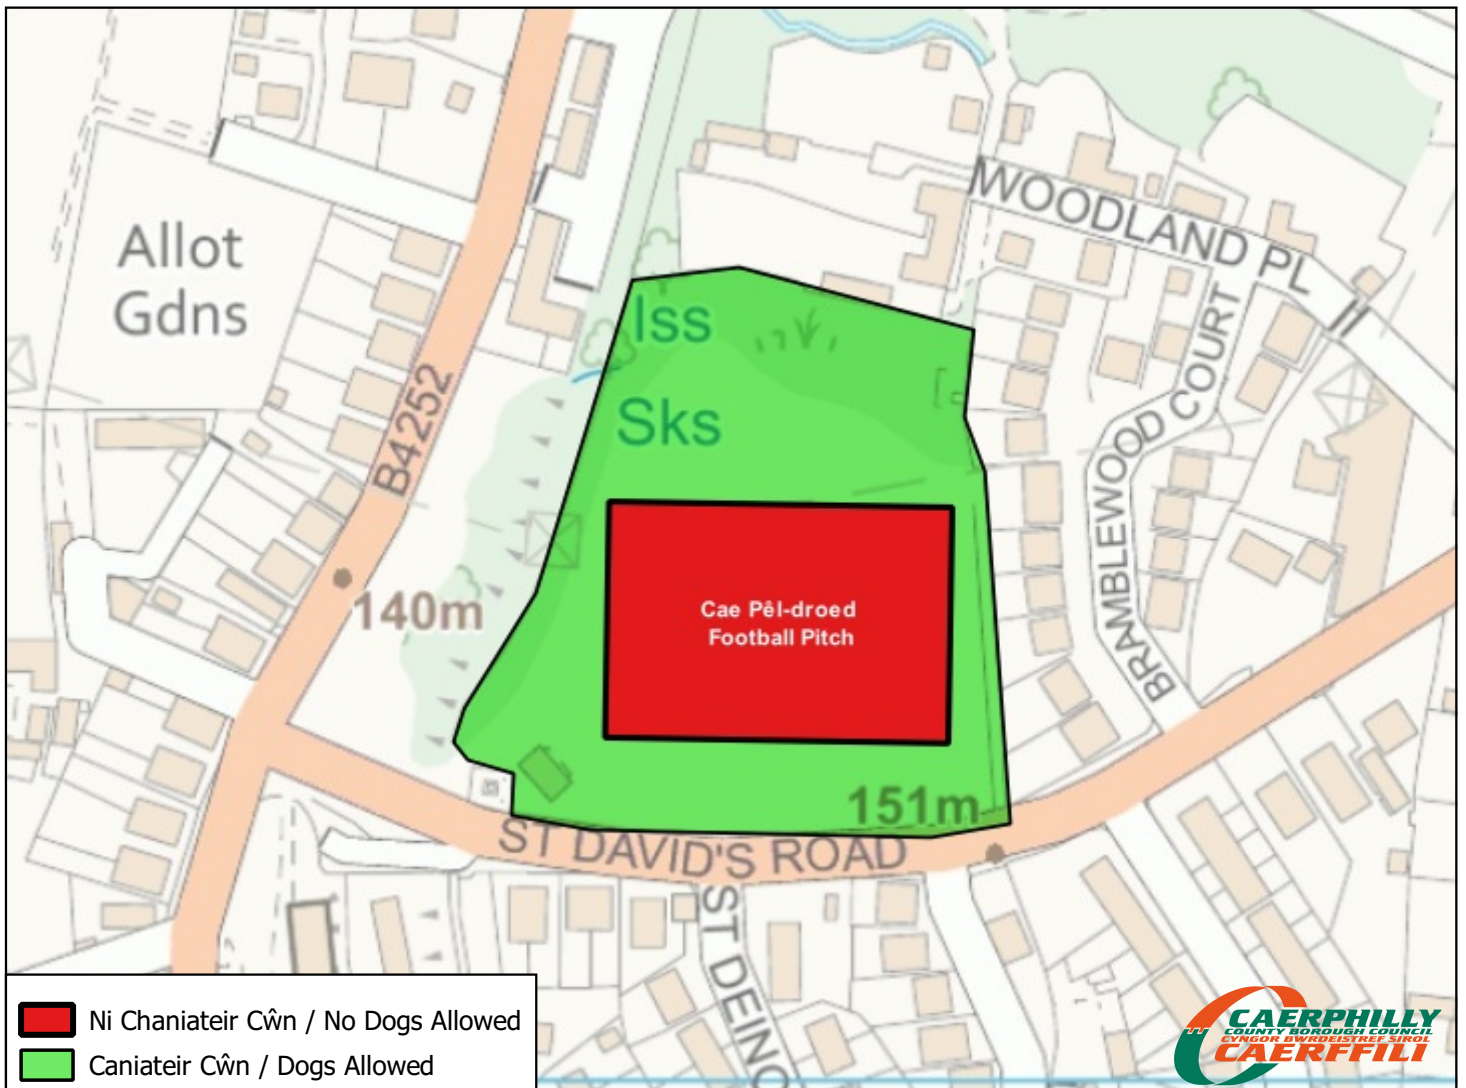 WOODLAND PL
Allot
Gdns
Iss
Sks
B4252
BRAMBLEWOOD COURT
140m
Cae Pêl-droed
Football Pitch
151m
ST DAVID'S ROAD
ST DEINO
Ni Chaniateir Cŵn / No Dogs Allowed
Caniateir Cŵn / Dogs Allowed
CAERPHILLY
COUNTY BOROUGH COUNCIL
CYNGOR BWRDEISTREF SIROL
CAERFFILI